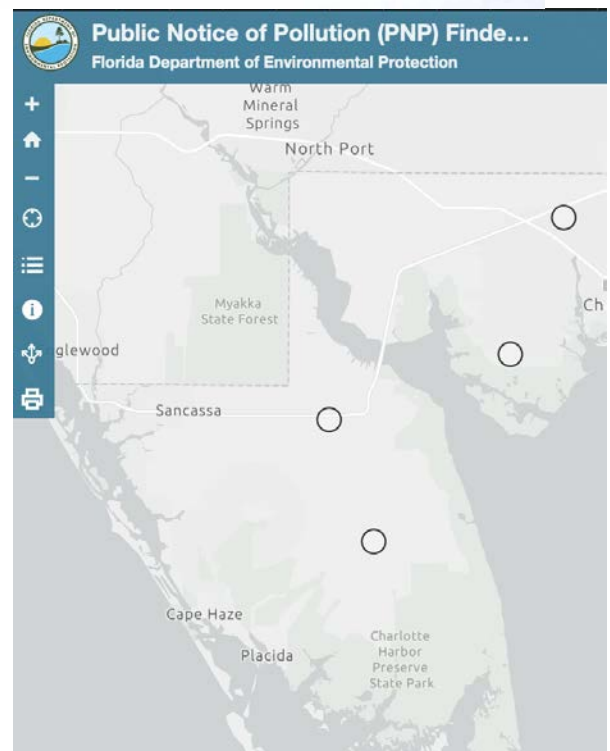 Public Notice of Pollution (PNP) Finde...
Florida Department of Environmental Protection
Warm
Mineral
Springs
North Port
Myakka
State Forest
Ch
glewood
Sancassa
Cape Haze
Placida
Charlotte
Harbor
Preserve
State Park